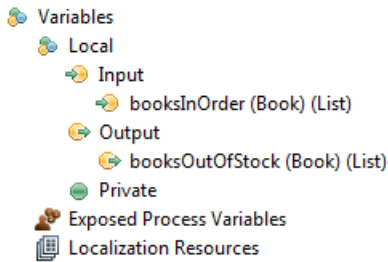 Variables
Local
Input
booksInOrder (Book) (List)
Output
booksOutOfStock (Book) (List)
Private
Exposed Process Variables
Localization Resources